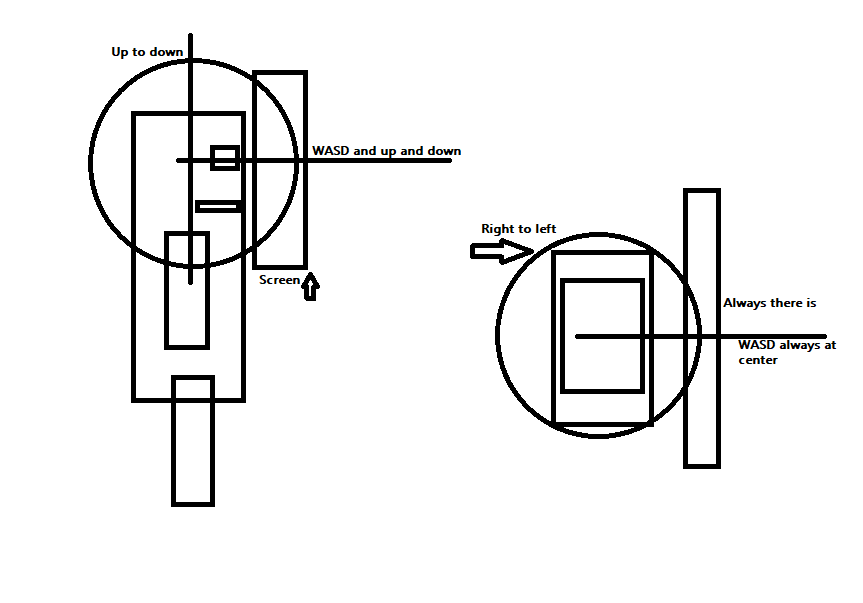 Up to down
WASD and up and down
Screen
Right to left
Always there is
WASD always at
center